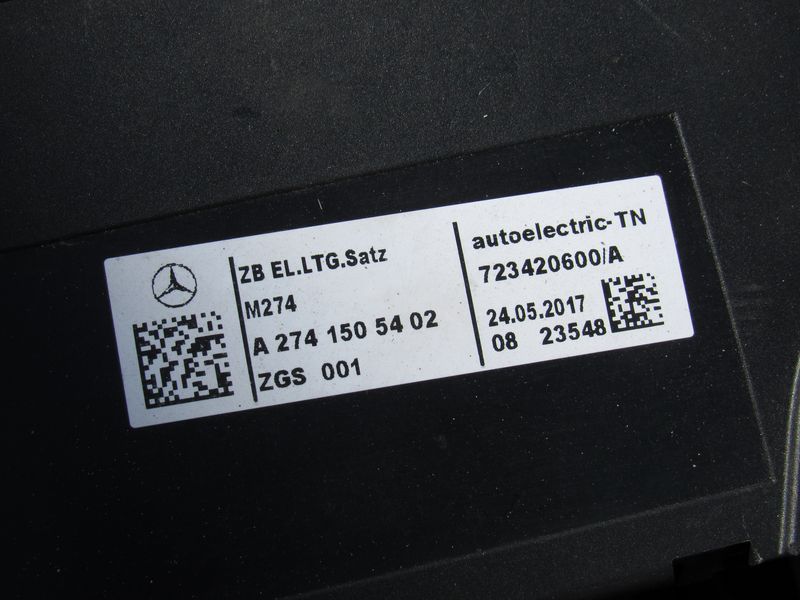 ZB EL.LTG.Satz
M274
A 274 150 54 02
ZGS 001
autoelectric-TN
723420600/A
24.05.2017
08 23548